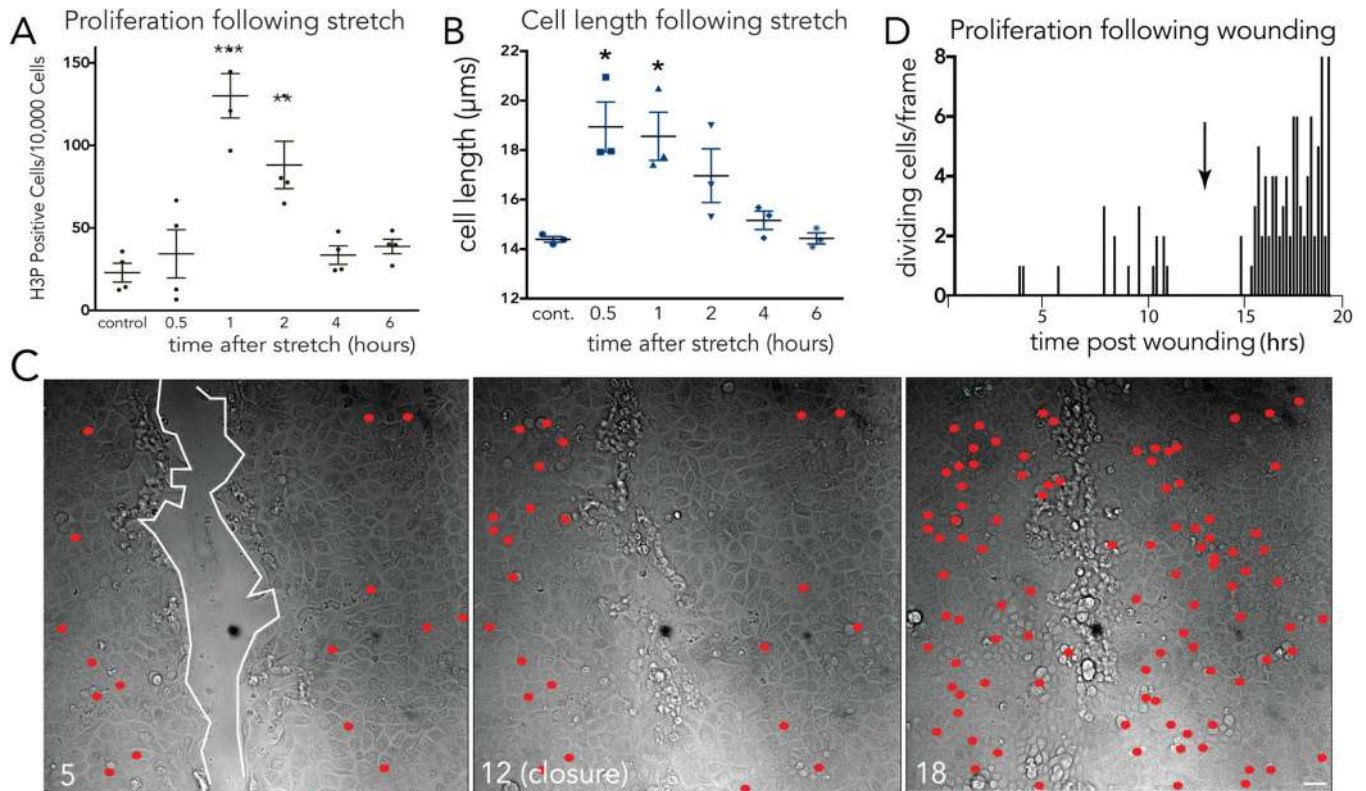 A
Proliferation following stretch
H3P Positive Cells/10,000 Cells
150
100
50
0
***
**
control
0.5
1
2
4
6
time after stretch (hours)
B
Cell length following stretch
cell length (µms)
22
20
18
16
14
12
*
*
cont.
0.5
1
2
4
6
time after stretch (hours)
D
Proliferation following wounding
dividing cells/frame
8
6
4
2
0
5
10
15
20
time post wounding (hrs)
C
5
12 (closure)
18